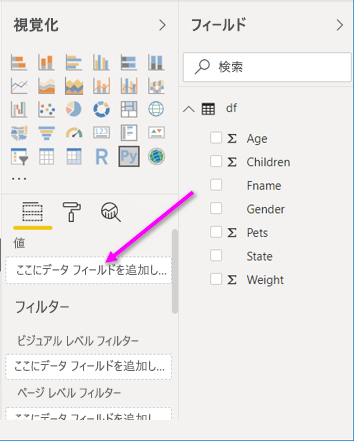 視覚化
フィールド
検索
df
Age
Children
Fname
Gender
Pets
State
Weight
R
Py
123
...
値
ここにデータ フィールドを追加し...
フィルター
ビジュアル レベル フィルター
ここにデータ フィールドを追加し...
ページ レベル フィルター
ここにデータ フィールドを追加し...